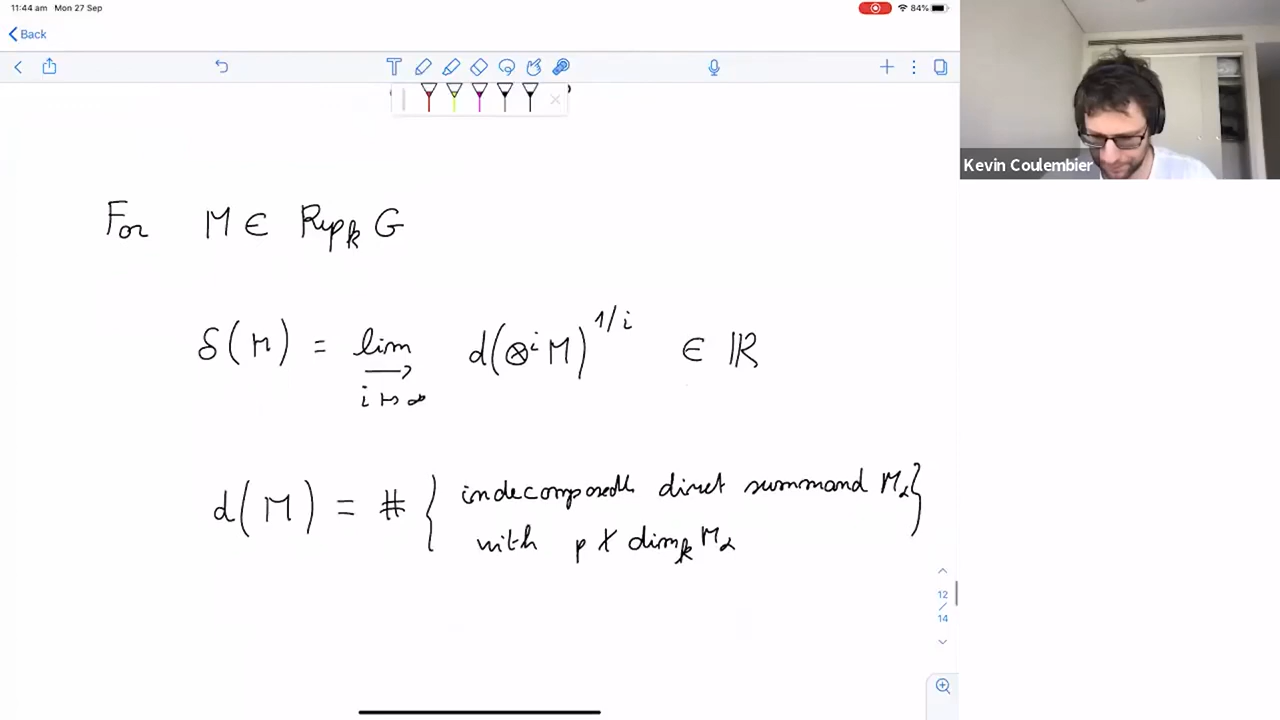 11:44 am Mon 27 Sep
84%
Back
Kevin Coulembier
For M ∈ Rep_k G
δ(M) = lim_{i→∞} d(⊗^i M)^{1/i} ∈ ℝ
d(M) = # { indecomposable direct summand M_α
with p ∤ dim_k M_α }
12
/
14